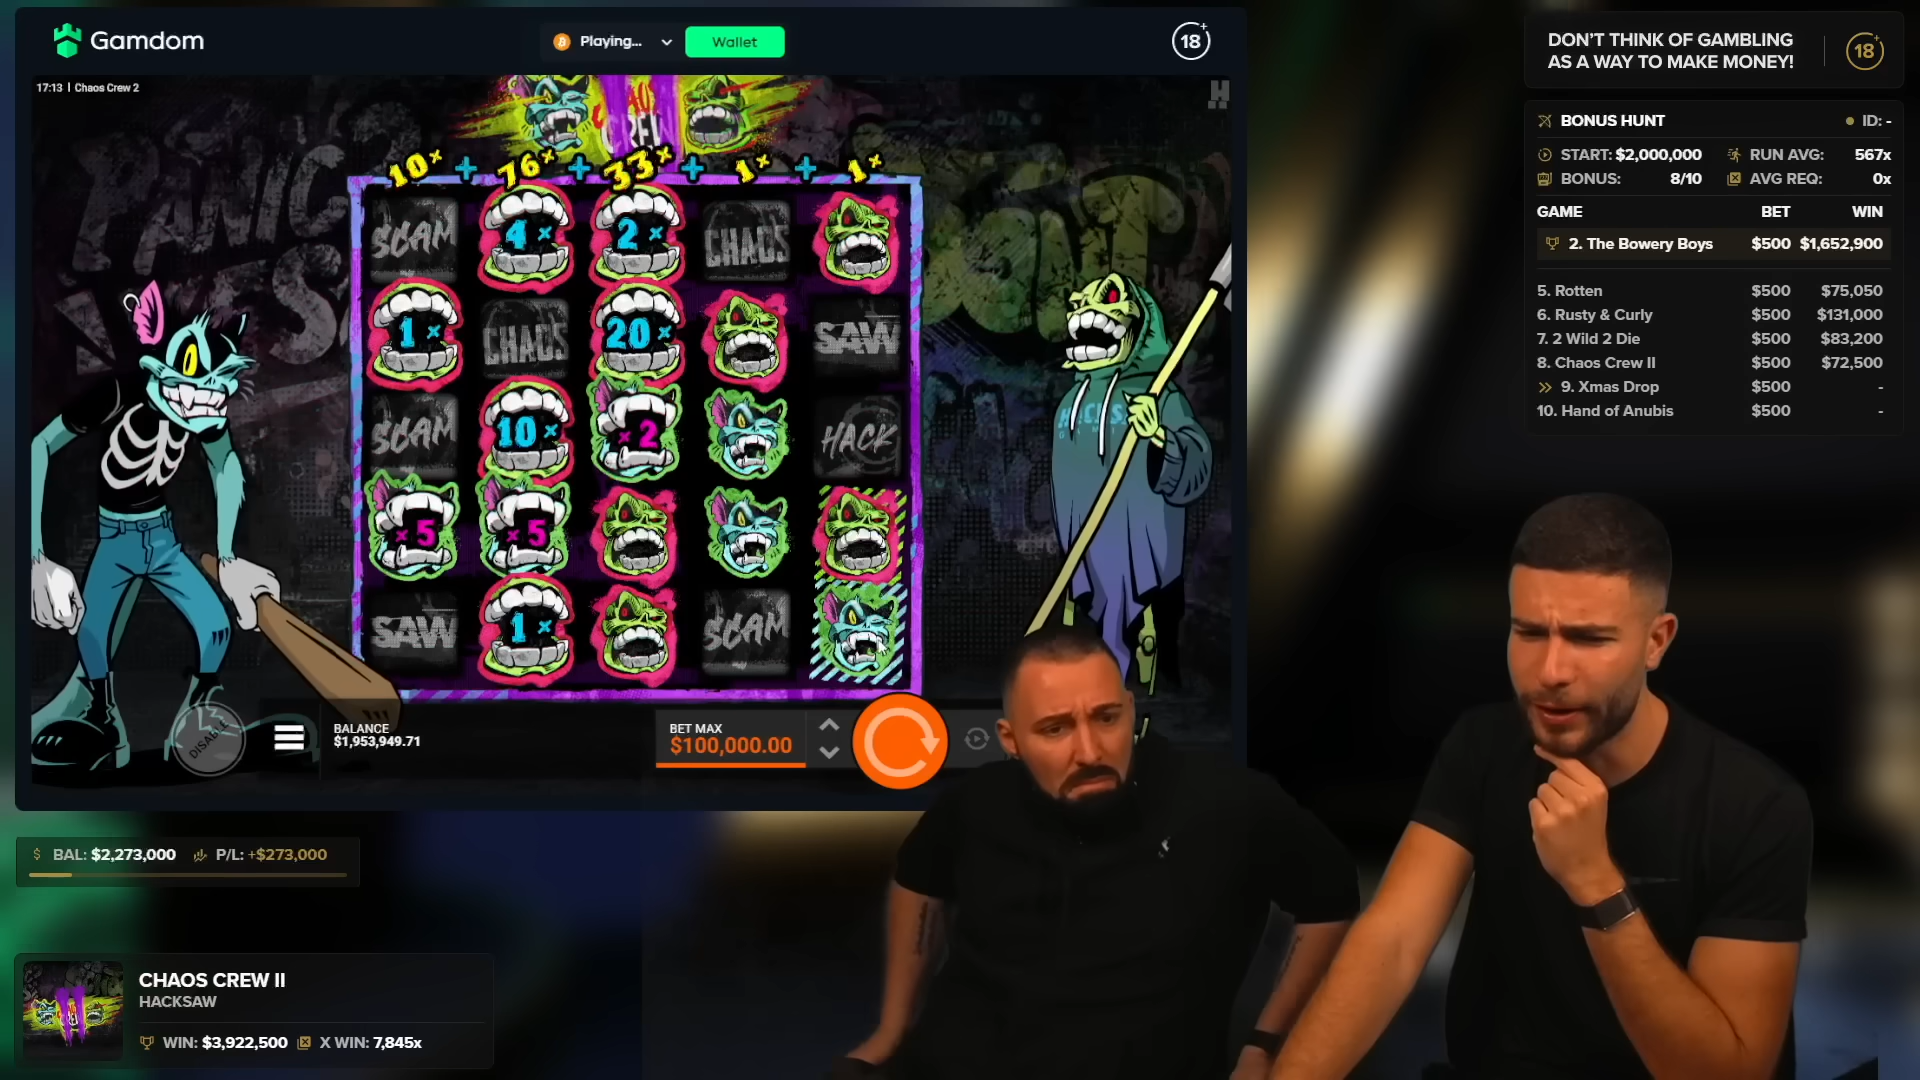 Gamdom
Playing...
Wallet
18+
17:13 | Chaos Crew 2
10x + 76x + 33x + 1x + 1x
SCAM
4x
2x
CHAOS
1x
CHAOS
20x
SAW
SCAM
10x
x2
HACK
x5
x5
SAW
1x
SCAM
DISABLE
BALANCE
$1,953,949.71
BET MAX
$100,000.00
DON'T THINK OF GAMBLING
AS A WAY TO MAKE MONEY!
18+
BONUS HUNT
ID: -
START: $2,000,000
RUN AVG: 567x
BONUS: 8/10
AVG REQ: 0x
GAME BET WIN
2. The Bowery Boys $500 $1,652,900
5. Rotten $500 $75,050
6. Rusty & Curly $500 $131,000
7. 2 Wild 2 Die $500 $83,200
8. Chaos Crew II $500 $72,500
9. Xmas Drop $500 -
10. Hand of Anubis $500 -
BAL: $2,273,000 P/L: +$273,000
CHAOS CREW II
HACKSAW
WIN: $3,922,500 X WIN: 7,845x